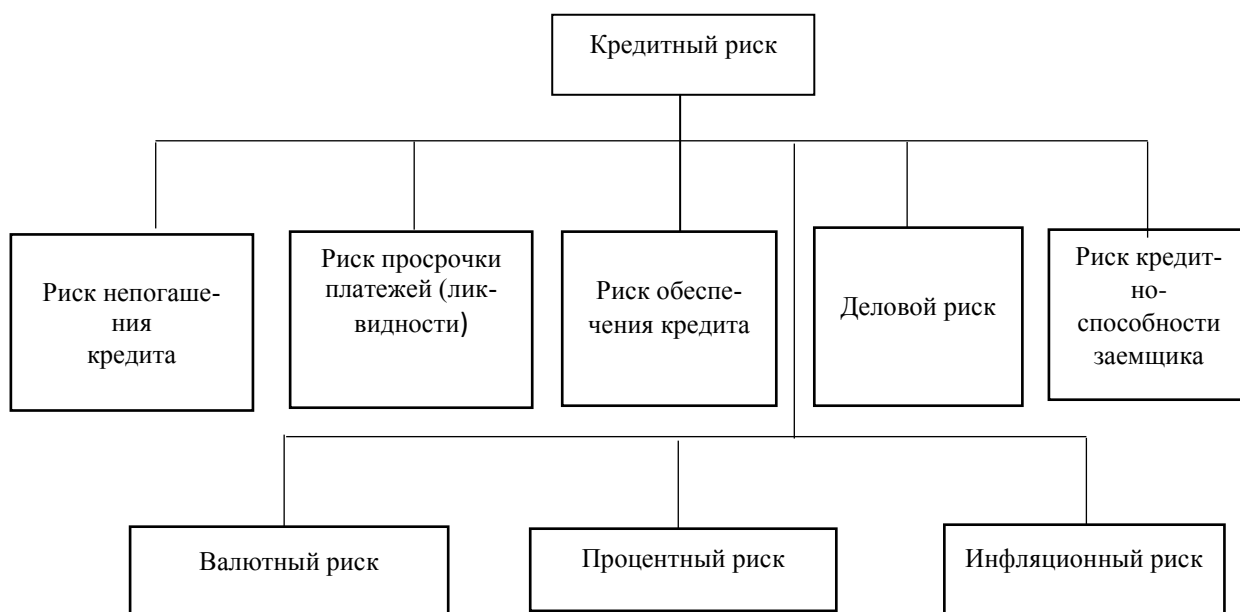 Кредитный риск
Риск непогаше-
ния
кредита
Риск просрочки
платежей (лик-
видности)
Риск обеспе-
чения кредита
Деловой риск
Риск кредит-
но-
способности
заемщика
Валютный риск
Процентный риск
Инфляционный риск